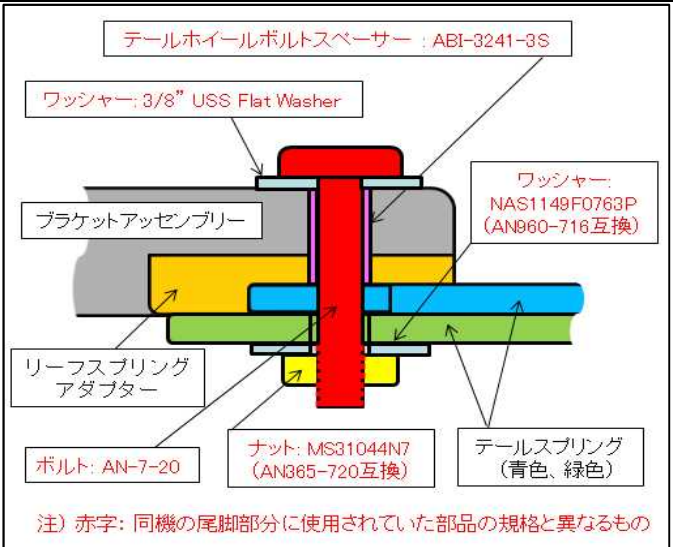 テールホイールボルトスペーサー : ABI-3241-3S
ワッシャー: 3/8” USS Flat Washer
ワッシャー:
NAS1149F0763P
(AN960-716互換)
ブラケットアッセンブリー
リーフスプリング
アダプター
ボルト: AN-7-20
ナット: MS31044N7
(AN365-720互換)
テールスプリング
(青色、緑色)
注) 赤字: 同機の尾脚部分に使用されていた部品の規格と異なるもの